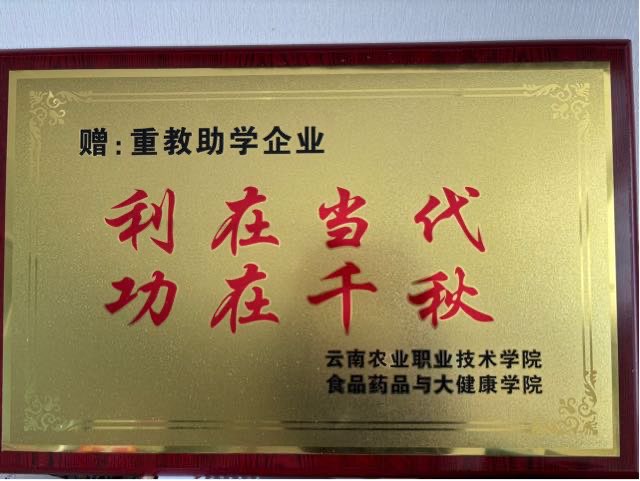 赠:重教助学企业
利在当代
功在千秋
云南农业职业技术学院
食品药品与大健康学院